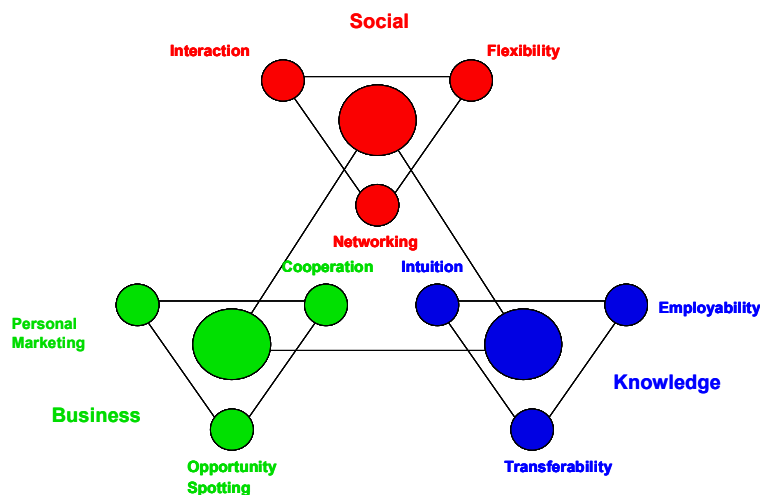 Social
Interaction
Flexibility
Networking
Cooperation
Intuition
Personal
Marketing
Employability
Knowledge
Business
Opportunity
Spotting
Transferability